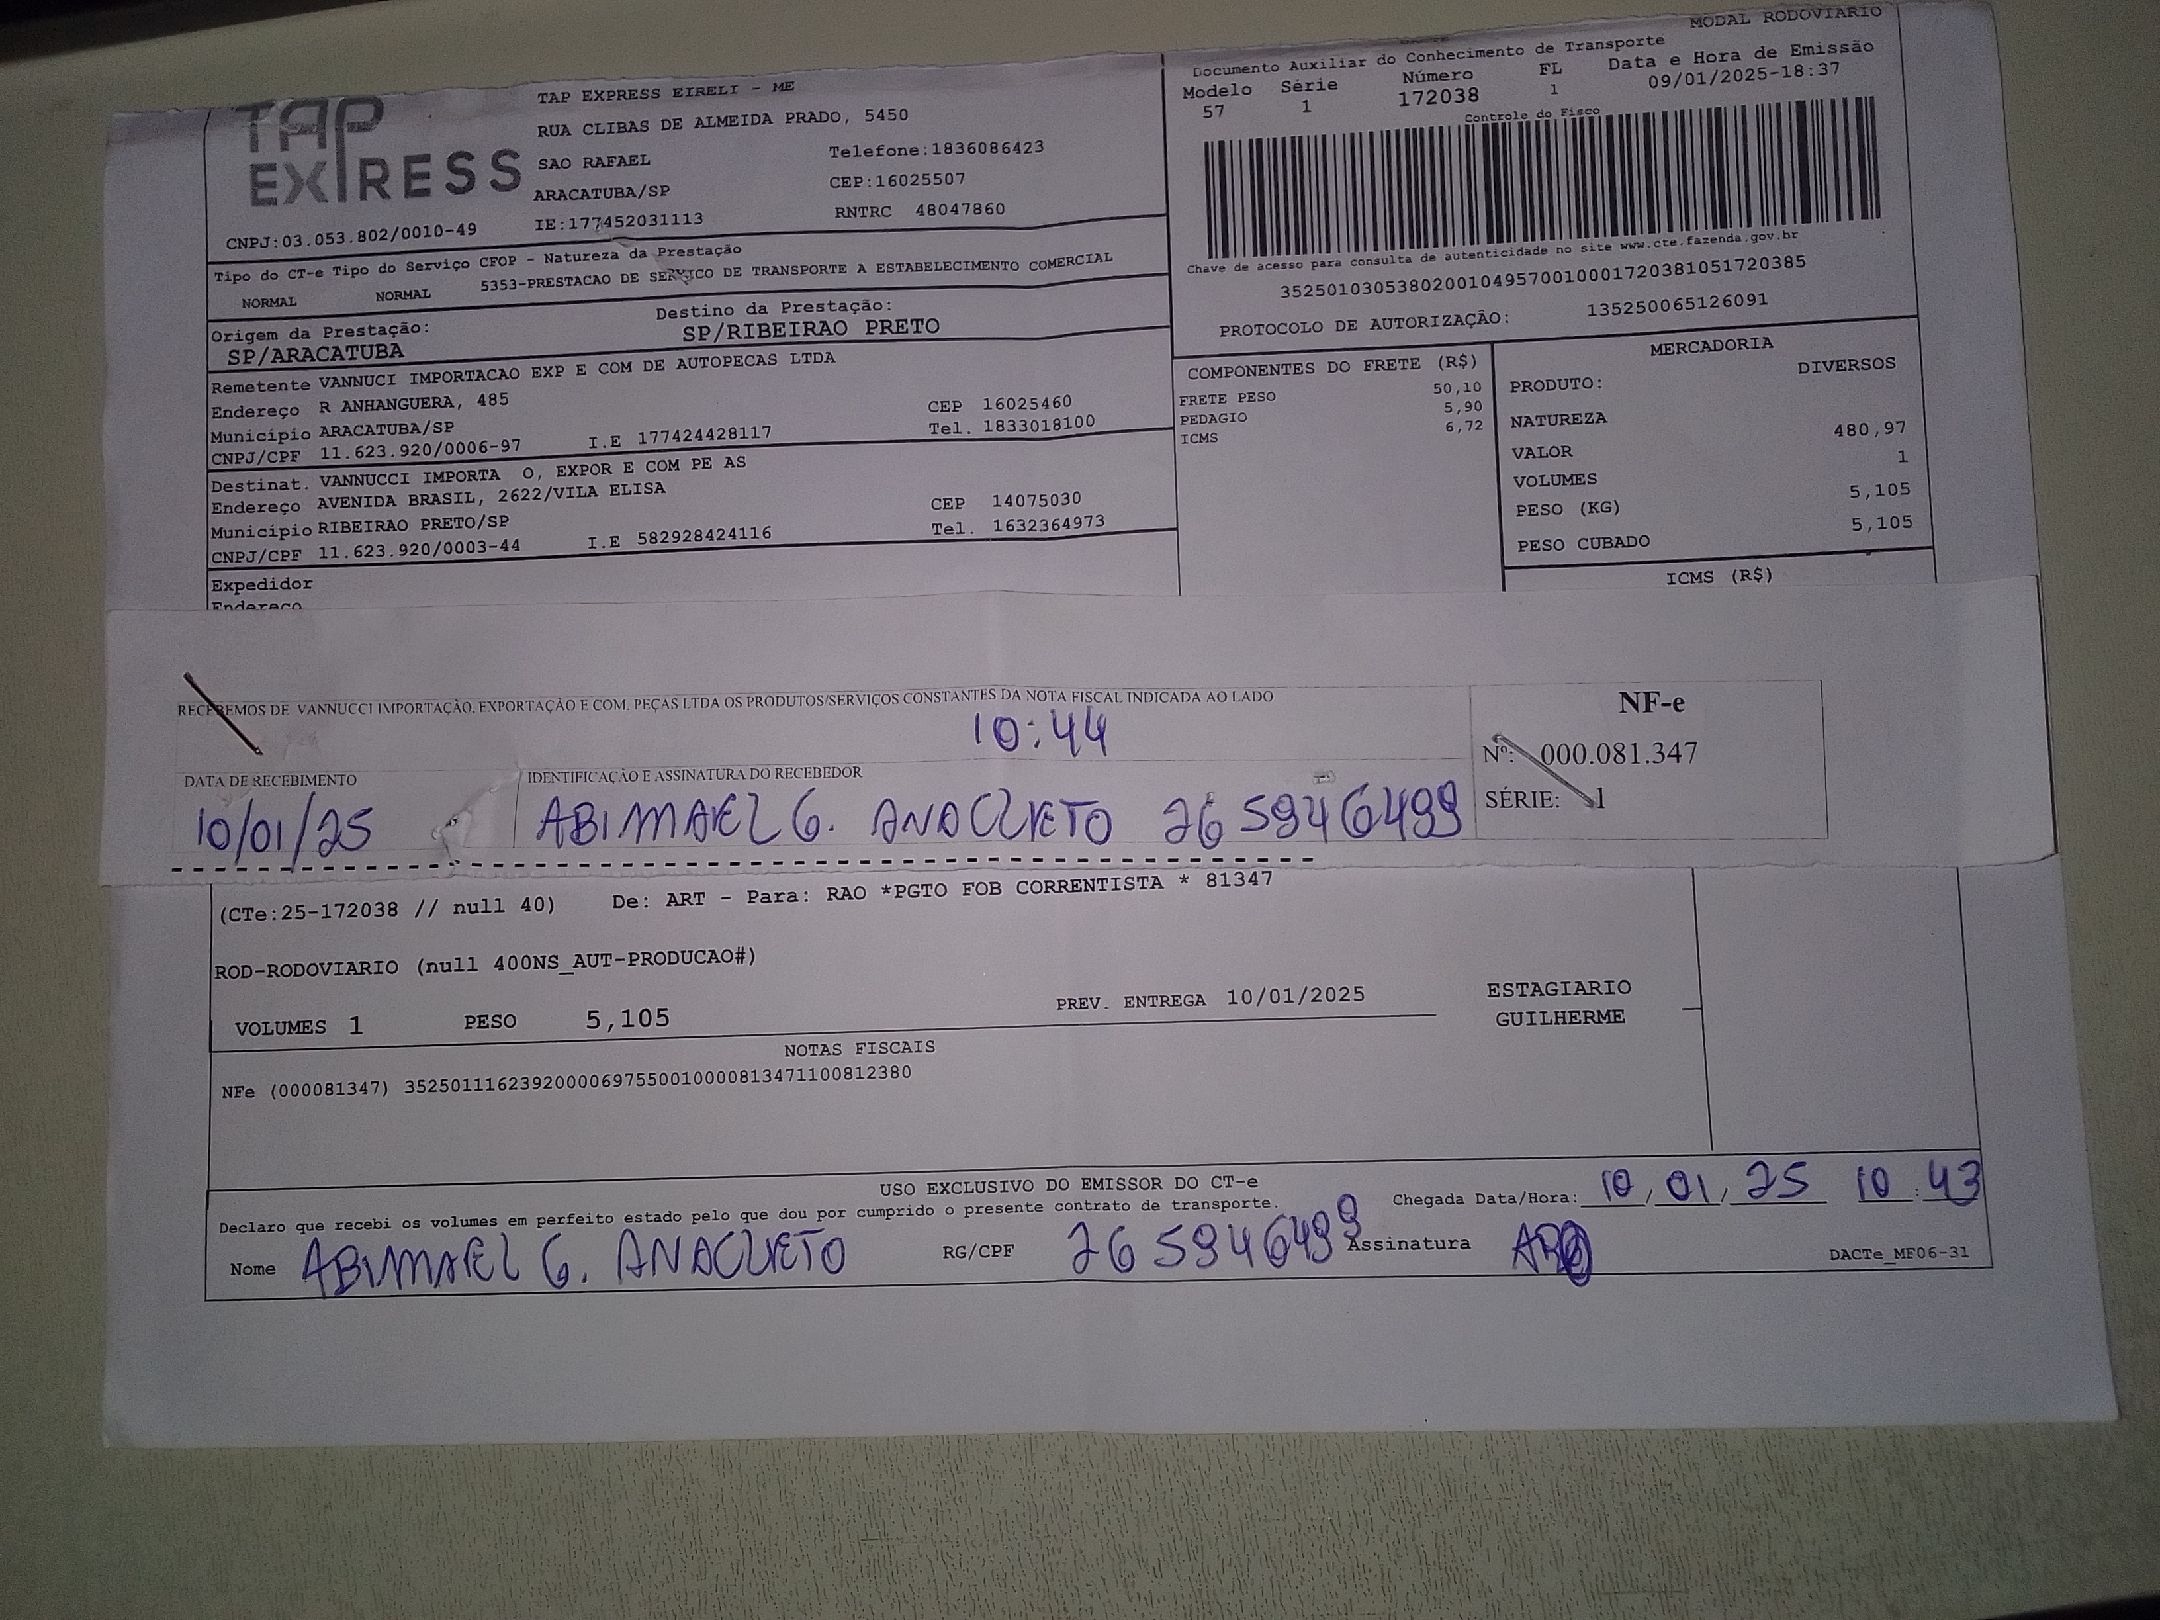 MODAL RODOVIARIO
TAP EXPRESS
TAP EXPRESS EIRELI - ME
RUA CLIBAS DE ALMEIDA PRADO, 5450
SAO RAFAEL Telefone:1836086423
ARACATUBA/SP CEP:16025507
CNPJ:03.053.802/0010-49 IE:177452031113 RNTRC 48047860
Documento Auxiliar do Conhecimento de Transporte
Modelo Série Número FL Data e Hora de Emissão
57 1 172038 1 09/01/2025-18:37
Controle do Fisco
Chave de acesso para consulta de autenticidade no site www.cte.fazenda.gov.br
35250103053802001049570010001720381051720385
PROTOCOLO DE AUTORIZAÇÃO: 135250065126091
Tipo do CT-e Tipo do Serviço CFOP - Natureza da Prestação
NORMAL NORMAL 5353-PRESTACAO DE SERVICO DE TRANSPORTE A ESTABELECIMENTO COMERCIAL
Origem da Prestação: Destino da Prestação:
SP/ARACATUBA SP/RIBEIRAO PRETO
Remetente VANNUCI IMPORTACAO EXP E COM DE AUTOPECAS LTDA
Endereço R ANHANGUERA, 485 CEP 16025460
Município ARACATUBA/SP Tel. 1833018100
CNPJ/CPF 11.623.920/0006-97 I.E 177424428117
Destinat. VANNUCCI IMPORTA O, EXPOR E COM PE AS
Endereço AVENIDA BRASIL, 2622/VILA ELISA CEP 14075030
Município RIBEIRAO PRETO/SP Tel. 1632364973
CNPJ/CPF 11.623.920/0003-44 I.E 582928424116
Expedidor
Endereço
COMPONENTES DO FRETE (R$)
FRETE PESO 50,10
PEDAGIO 5,90
ICMS 6,72
MERCADORIA
PRODUTO: DIVERSOS
NATUREZA
VALOR 480,97
VOLUMES 1
PESO (KG) 5,105
PESO CUBADO 5,105
ICMS (R$)
RECEBEMOS DE VANNUCCI IMPORTAÇÃO, EXPORTAÇÃO E COM. PEÇAS LTDA OS PRODUTOS/SERVIÇOS CONSTANTES DA NOTA FISCAL INDICADA AO LADO
10:44
DATA DE RECEBIMENTO IDENTIFICAÇÃO E ASSINATURA DO RECEBEDOR
10/01/25 ABIMAEL G. ANACLETO 265946499
NF-e
Nº: 000.081.347
SÉRIE: 1
(CTe:25-172038 // null 40) De: ART - Para: RAO *PGTO FOB CORRENTISTA * 81347
ROD-RODOVIARIO (null 400NS_AUT-PRODUCAO#)
VOLUMES 1 PESO 5,105 PREV. ENTREGA 10/01/2025
ESTAGIARIO
GUILHERME
NOTAS FISCAIS
NFe (000081347) 35250111623920000697550010000813471100812380
USO EXCLUSIVO DO EMISSOR DO CT-e
Declaro que recebi os volumes em perfeito estado pelo que dou por cumprido o presente contrato de transporte. Chegada Data/Hora: 10/01/25 10:43
Nome ABIMAEL G. ANACLETO RG/CPF 265946499 Assinatura
DACTe_MF06-31